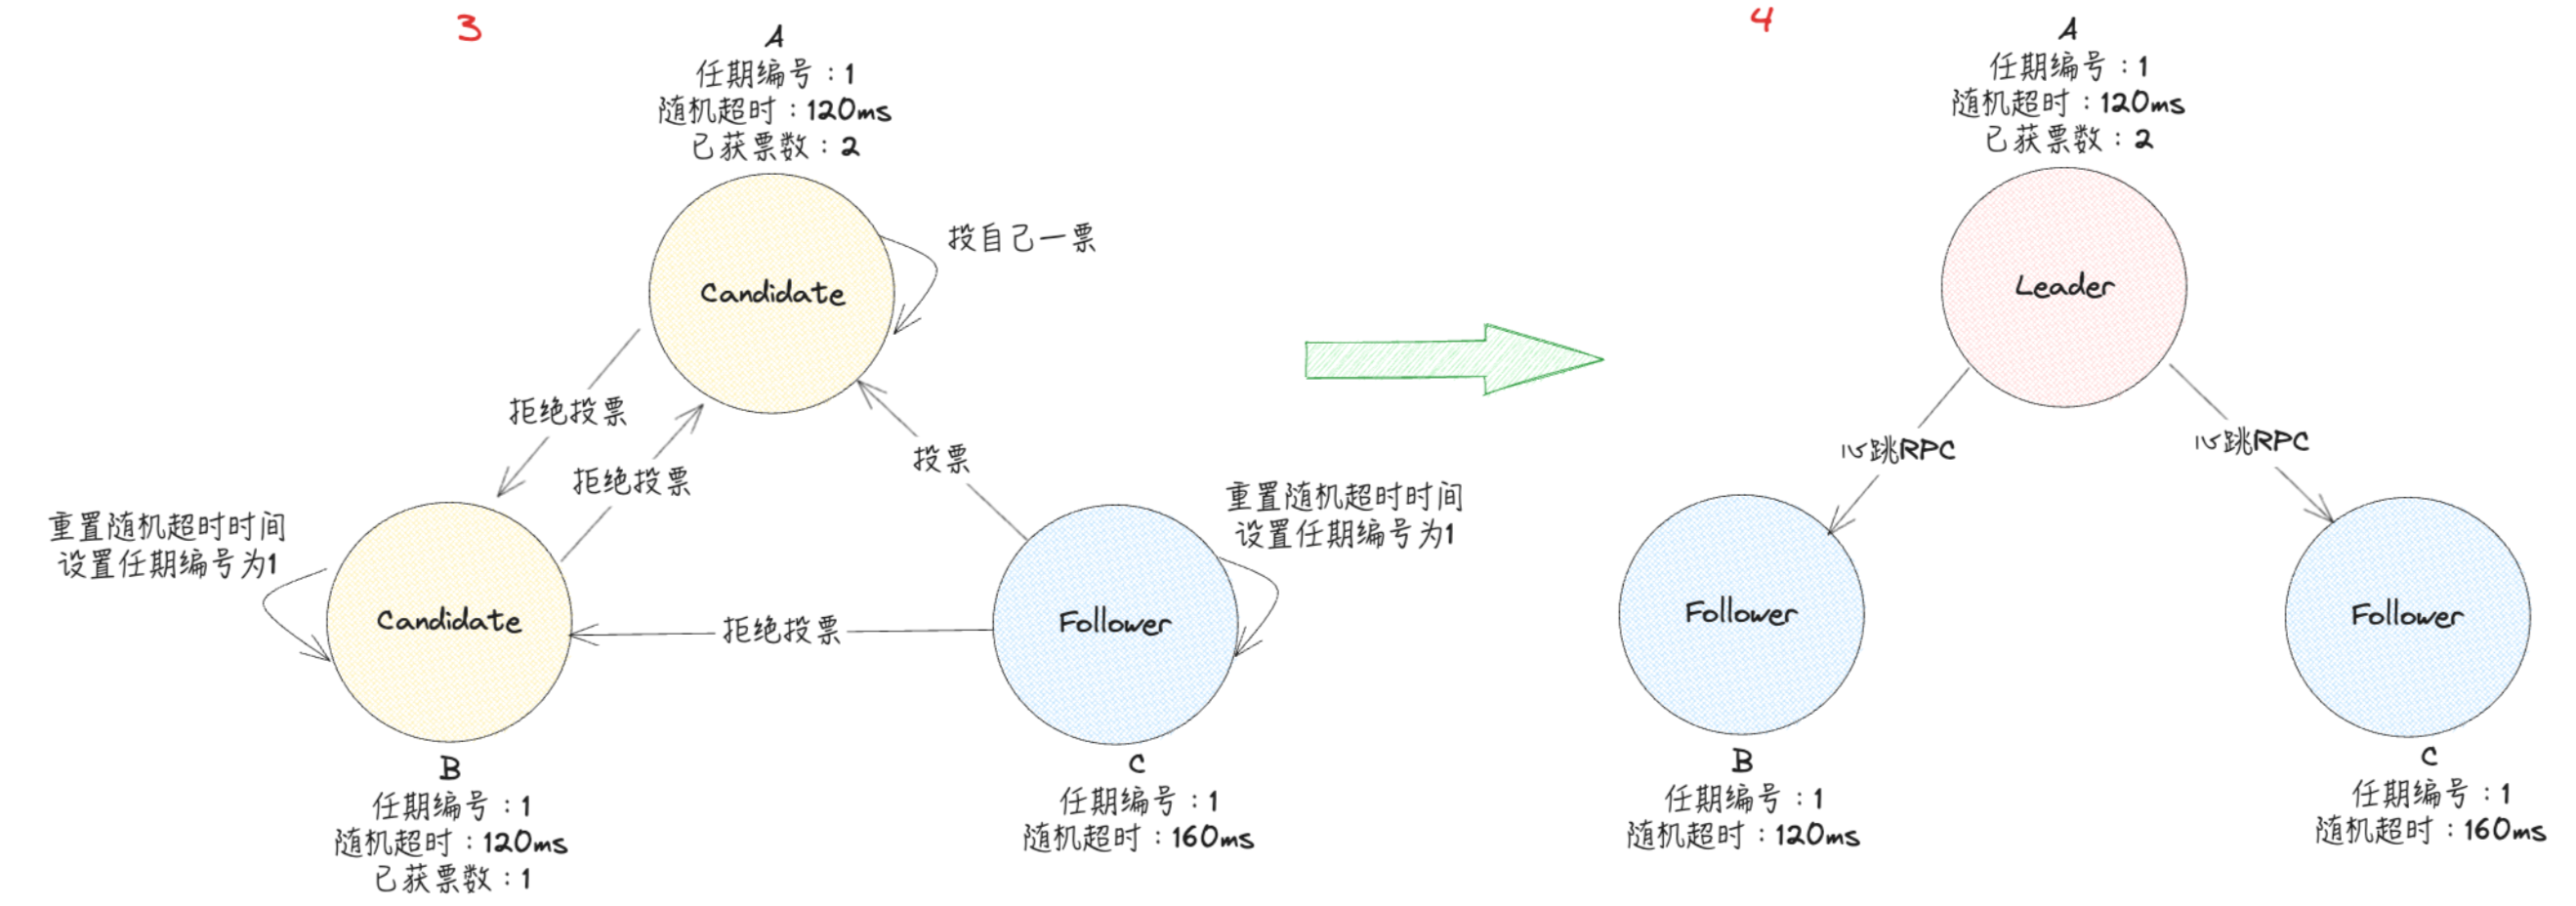 3
A
任期编号：1
随机超时：120ms
已获票数：2
Candidate
投自己一票
拒绝投票
拒绝投票
投票
重置随机超时时间
设置任期编号为1
Candidate
B
任期编号：1
随机超时：120ms
已获票数：1
拒绝投票
重置随机超时时间
设置任期编号为1
Follower
C
任期编号：1
随机超时：160ms
4
A
任期编号：1
随机超时：120ms
已获票数：2
Leader
心跳RPC
心跳RPC
Follower
B
任期编号：1
随机超时：120ms
Follower
C
任期编号：1
随机超时：160ms